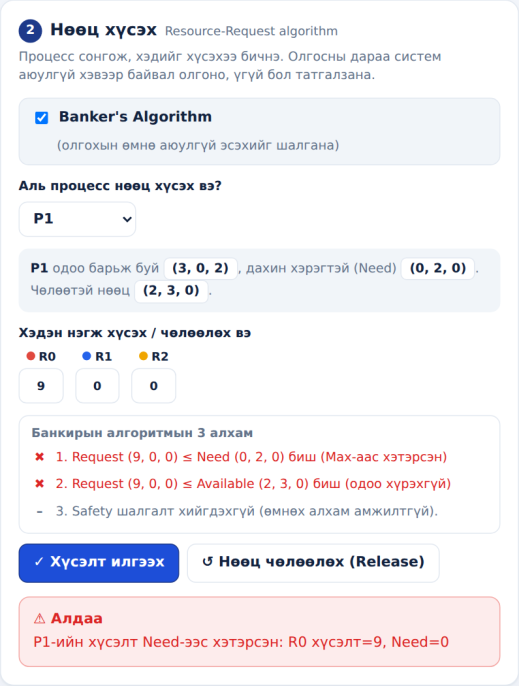 2 Нөөц хүсэх Resource-Request algorithm
Процесс сонгож, хэдийг хүсэхээ бичнэ. Олгосны дараа систем
аюулгүй хэвээр байвал олгоно, үгүй бол татгалзана.
Banker's Algorithm
(олгохын өмнө аюулгүй эсэхийг шалгана)
Аль процесс нөөц хүсэх вэ?
P1
P1 одоо барьж буй (3, 0, 2) , дахин хэрэгтэй (Need) (0, 2, 0) .
Чөлөөтэй нөөц (2, 3, 0) .
Хэдэн нэгж хүсэх / чөлөөлөх вэ
R0 R1 R2
9 0 0
Банкирын алгоритмын 3 алхам
✖ 1. Request (9, 0, 0) ≤ Need (0, 2, 0) биш (Max-аас хэтэрсэн)
✖ 2. Request (9, 0, 0) ≤ Available (2, 3, 0) биш (одоо хүрэхгүй)
– 3. Safety шалгалт хийгдэхгүй (өмнөх алхам амжилтгүй).
✓ Хүсэлт илгээх ↺ Нөөц чөлөөлөх (Release)
⚠ Алдаа
P1-ийн хүсэлт Need-ээс хэтэрсэн: R0 хүсэлт=9, Need=0